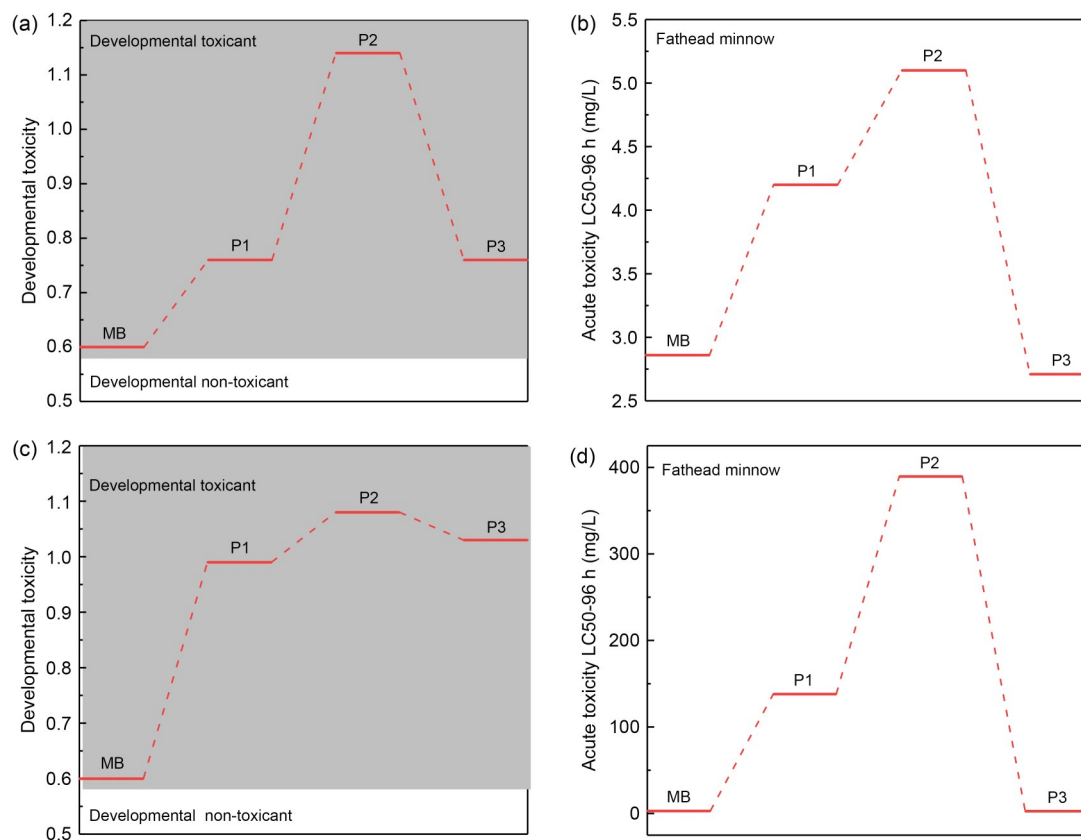 (a)
1.2
1.1
1.0
0.9
0.8
0.7
0.6
0.5
Developmental toxicity
Developmental toxicant
P2
P1
P3
MB
Developmental non-toxicant
(b)
5.5
5.0
4.5
4.0
3.5
3.0
2.5
Acute toxicity LC50-96 h (mg/L)
Fathead minnow
P2
P1
MB
P3
(c)
1.2
1.1
1.0
0.9
0.8
0.7
0.6
0.5
Developmental toxicity
Developmental toxicant
P2
P3
P1
MB
Developmental non-toxicant
(d)
400
300
200
100
0
Acute toxicity LC50-96 h (mg/L)
Fathead minnow
P2
P1
MB
P3